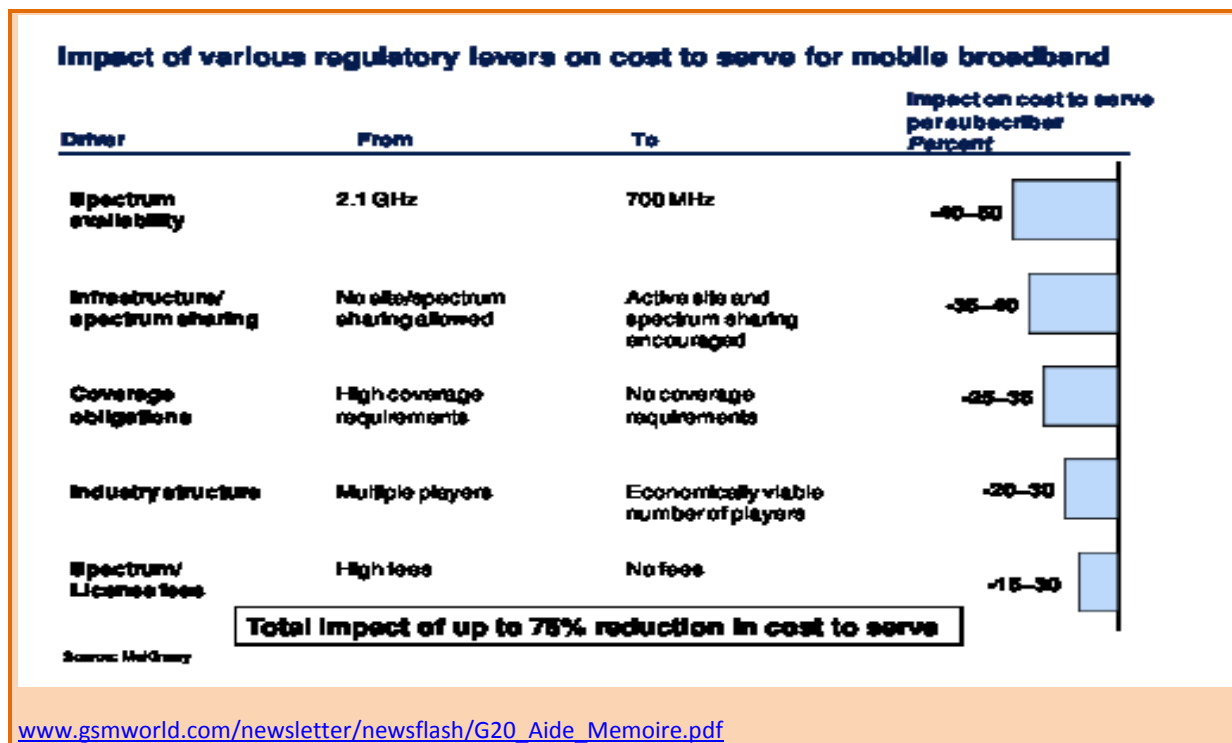 Impact of various regulatory levers on cost to serve for mobile broadband
Impact on cost to serve
per subscriber
Percent
Driver From To
Spectrum
availability
2.1 GHz
700 MHz
-40–50
Infrastructure/
spectrum sharing
No site/spectrum
sharing allowed
Active site and
spectrum sharing
encouraged
-35–40
Coverage
obligations
High coverage
requirements
No coverage
requirements
-25–35
Industry structure
Multiple players
Economically viable
number of players
-20–30
Spectrum/
License fees
High fees
No fees
-15–30
Total impact of up to 75% reduction in cost to serve
Source: McKinsey
www.gsmworld.com/newsletter/newsflash/G20_Aide_Memoire.pdf